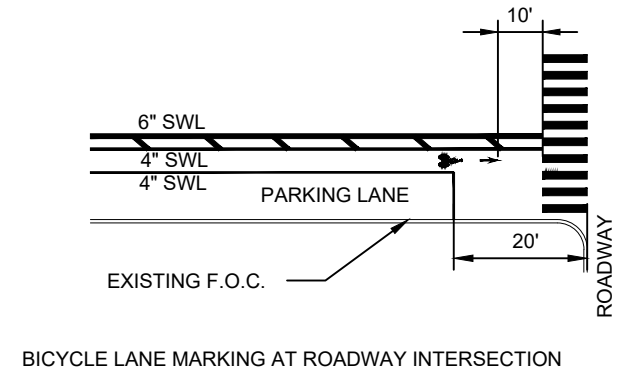 10'
6" SWL
4" SWL
4" SWL
PARKING LANE
20'
ROADWAY
EXISTING F.O.C.
BICYCLE LANE MARKING AT ROADWAY INTERSECTION